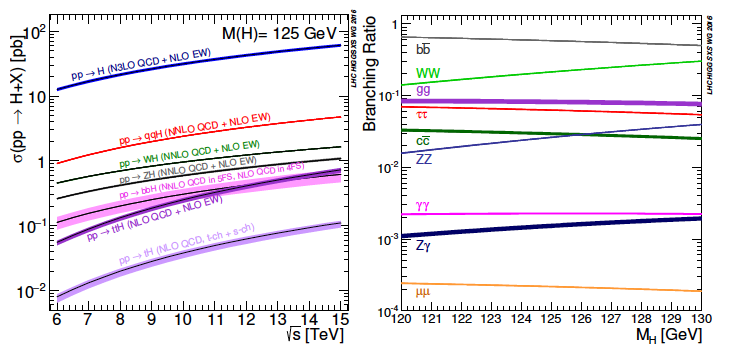 M(H)= 125 GeV
LHC HIGGS XS WG 2016
σ(pp → H+X) [pb]
10²
10
1
10⁻¹
10⁻²
pp → H (N3LO QCD + NLO EW)
pp → qqH (NNLO QCD + NLO EW)
pp → WH (NNLO QCD + NLO EW)
pp → ZH (NNLO QCD + NLO EW)
pp → bbH (NNLO QCD in 5FS, NLO QCD in 4FS)
pp → ttH (NLO QCD + NLO EW)
pp → tH (NLO QCD, t-ch + s-ch)
6 7 8 9 10 11 12 13 14 15
√s [TeV]
Branching Ratio
LHC HIGGS XS WG 2016
1
10⁻¹
10⁻²
10⁻³
10⁻⁴
bb̅
WW
gg
ττ
cc̅
ZZ
γγ
Zγ
μμ
120 121 122 123 124 125 126 127 128 129 130
M_H [GeV]